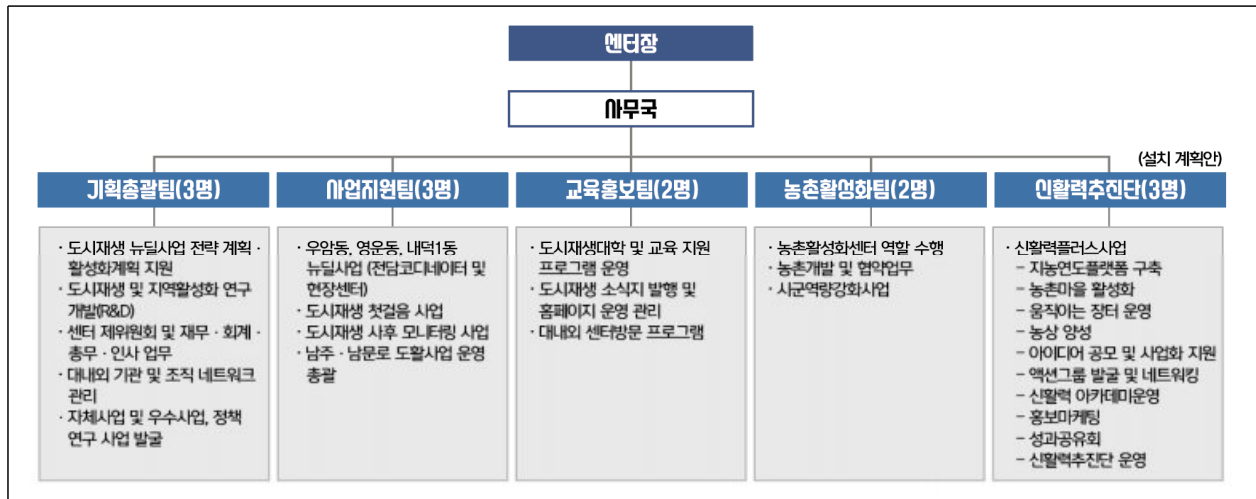 센터장
사무국
(설치 계획안)
기획총괄팀(3명)
사업지원팀(3명)
교육홍보팀(2명)
농촌활성화팀(2명)
신활력추진단(3명)
· 도시재생 뉴딜사업 전략 계획 ·
활성화계획 지원
· 도시재생 및 지역활성화 연구
개발(R&D)
· 센터 제위원회 및 재무 · 회계 ·
총무 · 인사 업무
· 대내외 기관 및 조직 네트워크
관리
· 자체사업 및 우수사업, 정책
연구 사업 발굴
· 우암동, 영운동, 내덕1동
뉴딜사업 (전담코디네이터 및
현장센터)
· 도시재생 첫걸음 사업
· 도시재생 사후 모니터링 사업
· 남주 · 남문로 도활사업 운영
총괄
· 도시재생대학 및 교육 지원
프로그램 운영
· 도시재생 소식지 발행 및
홈페이지 운영 관리
· 대내외 센터방문 프로그램
· 농촌활성화센터 역할 수행
· 농촌개발 및 협약업무
· 시군역량강화사업
· 신활력플러스사업
– 지농연도플랫폼 구축
– 농촌마을 활성화
– 움직이는 장터 운영
– 농상 양성
– 아이디어 공모 및 사업화 지원
– 액션그룹 발굴 및 네트워킹
– 신활력 아카데미운영
– 홍보마케팅
– 성과공유회
– 신활력추진단 운영